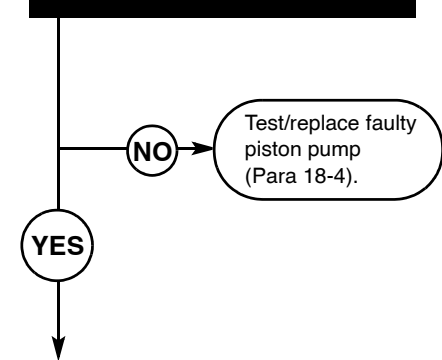 NO
Test/replace faulty
piston pump
(Para 18-4).
YES